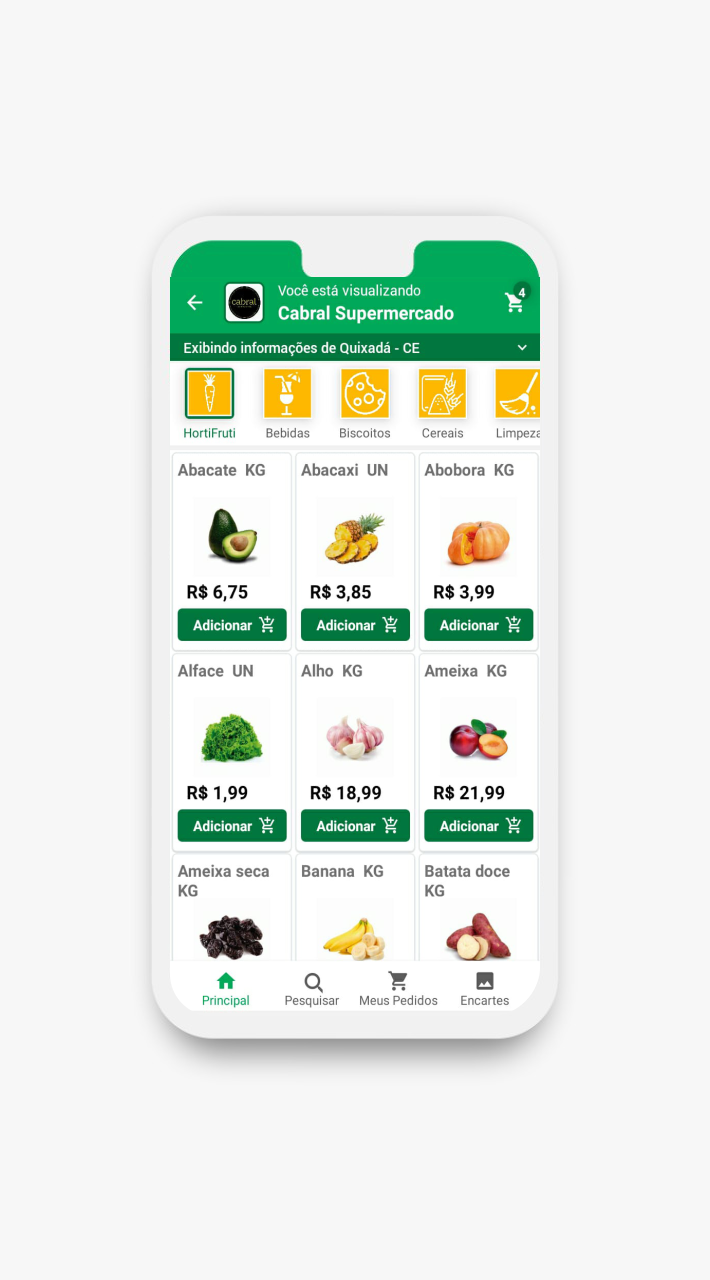 Você está visualizando
cabral
Cabral Supermercado
4
Exibindo informações de Quixadá - CE
HortiFruti
Bebidas
Biscoitos
Cereais
Limpeza
Abacate KG
Abacaxi UN
Abobora KG
R$ 6,75
R$ 3,85
R$ 3,99
Adicionar
Adicionar
Adicionar
Alface UN
Alho KG
Ameixa KG
R$ 1,99
R$ 18,99
R$ 21,99
Adicionar
Adicionar
Adicionar
Ameixa seca
KG
Banana KG
Batata doce
KG
Principal
Pesquisar
Meus Pedidos
Encartes